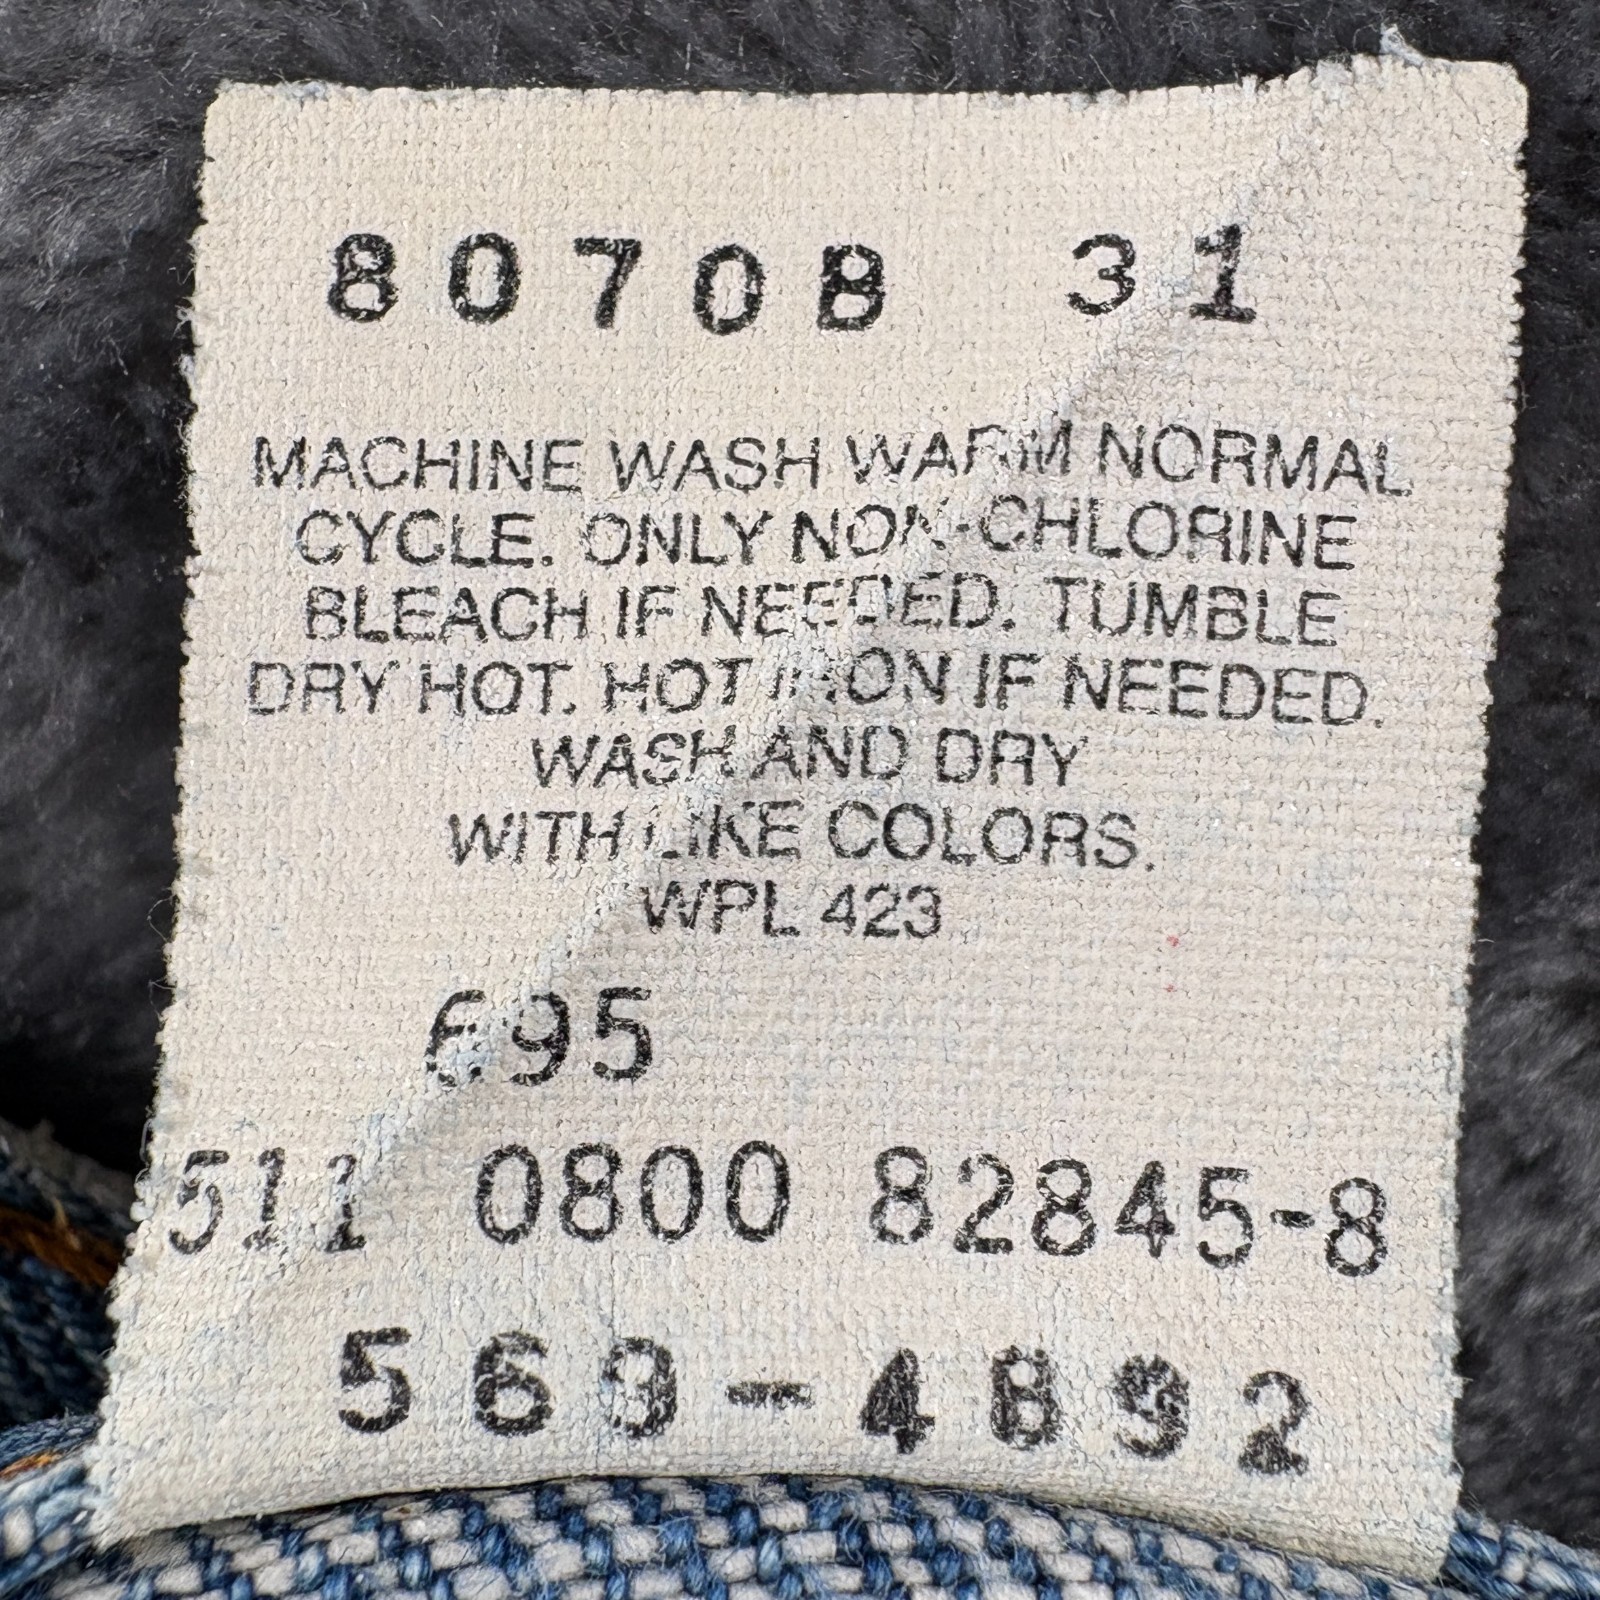 80708 31
MACHINE WASH WARM NORMAL
CYCLE. ONLY NON-CHLORINE
BLEACH IF NEEDED. TUMBLE
DRY HOT. HOT IRON IF NEEDED.
WASH AND DRY
WITH LIKE COLORS.
WPL 423
695
511 0800 82845-8
569-4892